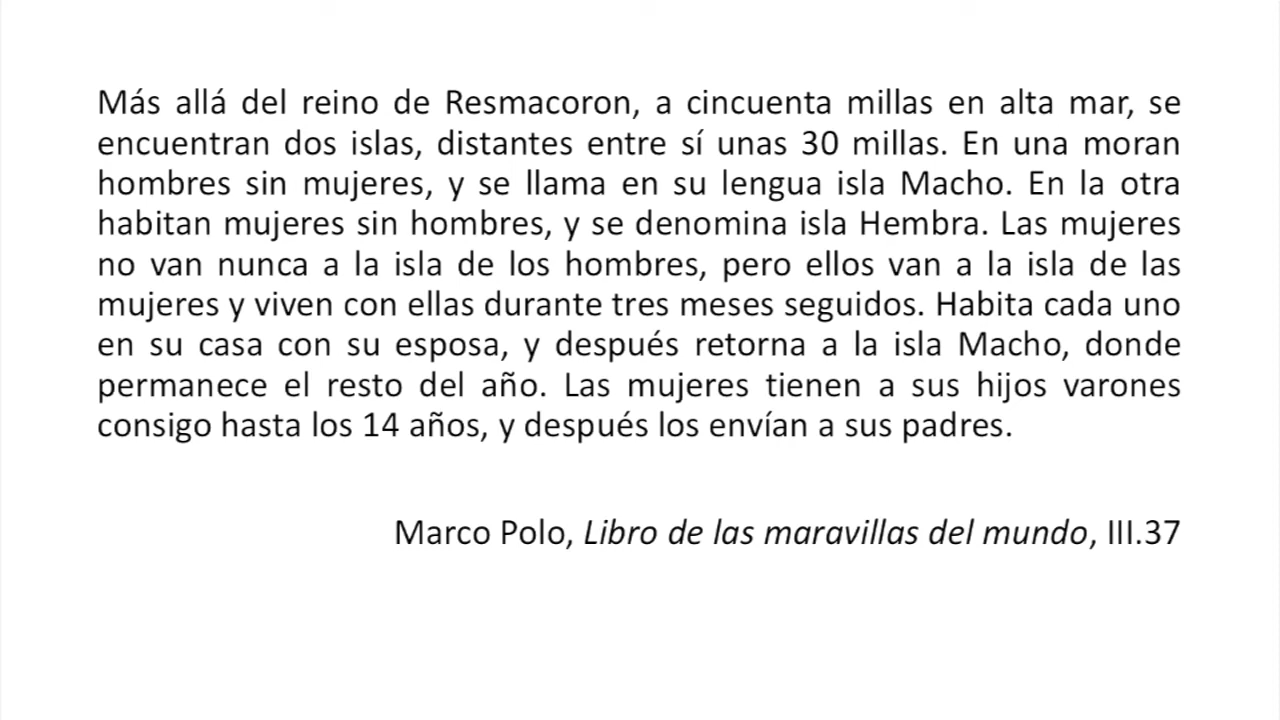 Más allá del reino de Resmacoron, a cincuenta millas en alta mar, se
encuentran dos islas, distantes entre sí unas 30 millas. En una moran
hombres sin mujeres, y se llama en su lengua isla Macho. En la otra
habitan mujeres sin hombres, y se denomina isla Hembra. Las mujeres
no van nunca a la isla de los hombres, pero ellos van a la isla de las
mujeres y viven con ellas durante tres meses seguidos. Habita cada uno
en su casa con su esposa, y después retorna a la isla Macho, donde
permanece el resto del año. Las mujeres tienen a sus hijos varones
consigo hasta los 14 años, y después los envían a sus padres.
Marco Polo, Libro de las maravillas del mundo, III.37